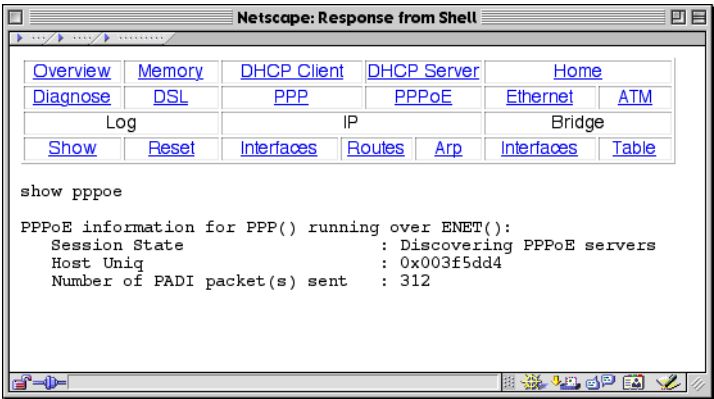 Netscape: Response from Shell
Overview Memory DHCP Client DHCP Server Home
Diagnose DSL PPP PPPoE Ethernet ATM
Log IP Bridge
Show Reset Interfaces Routes Arp Interfaces Table
show pppoe
PPPoE information for PPP() running over ENET():
Session State : Discovering PPPoE servers
Host Uniq : 0x003f5dd4
Number of PADI packet(s) sent : 312